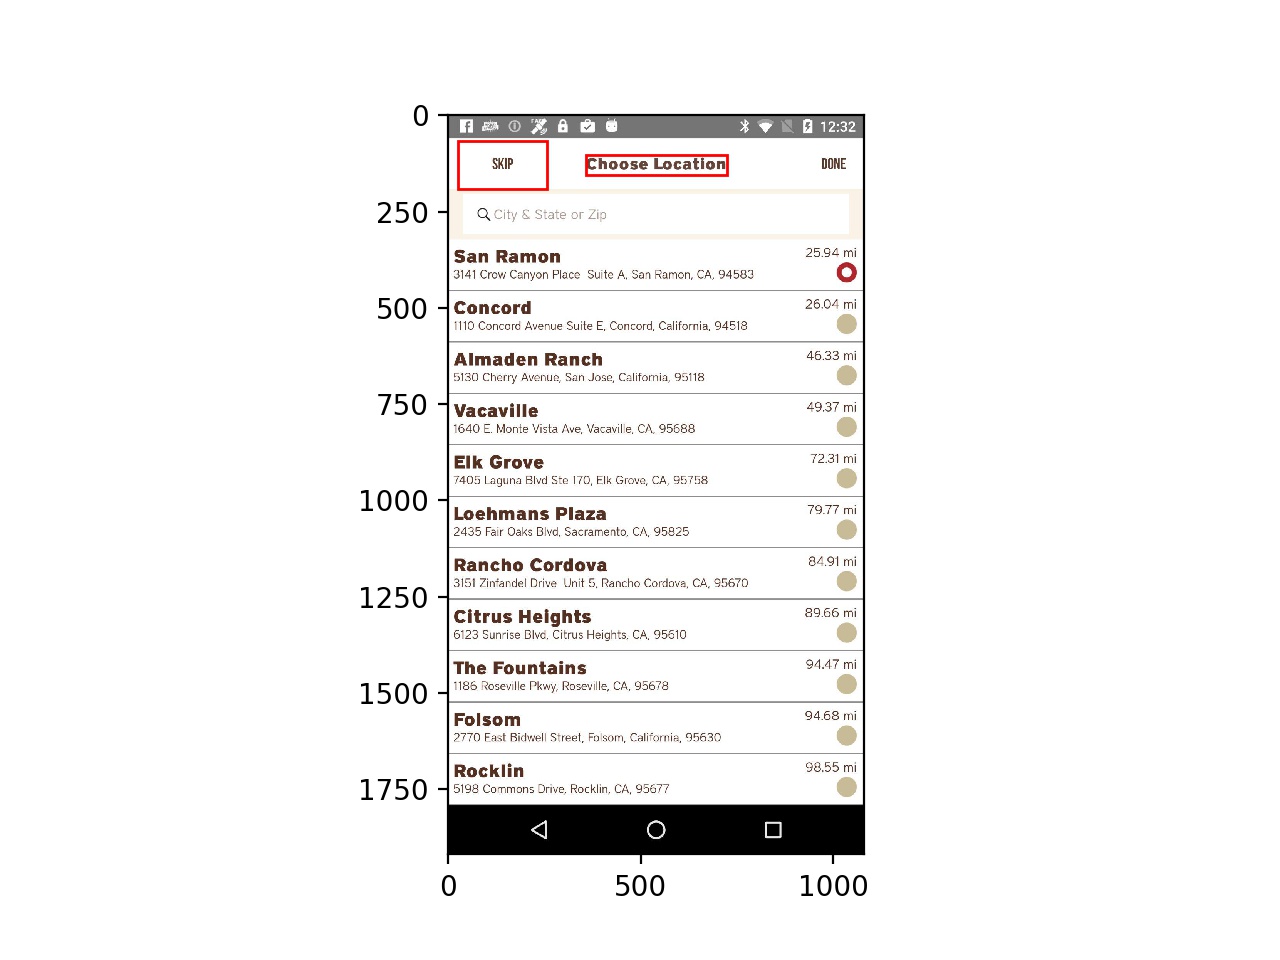 0
12:32
SKIP
Choose Location
DONE
250
City & State or Zip
San Ramon
25.94 mi
3141 Crow Canyon Place  Suite A, San Ramon, CA, 94583
500
Concord
26.04 mi
1110 Concord Avenue Suite E, Concord, California, 94518
Almaden Ranch
46.33 mi
5130 Cherry Avenue, San Jose, California, 95118
750
Vacaville
49.37 mi
1640 E. Monte Vista Ave, Vacaville, CA, 95688
Elk Grove
72.31 mi
7405 Laguna Blvd Ste 170, Elk Grove, CA, 95758
1000
Loehmans Plaza
79.77 mi
2435 Fair Oaks Blvd, Sacramento, CA, 95825
Rancho Cordova
84.91 mi
3151 Zinfandel Drive  Unit 5, Rancho Cordova, CA, 95670
1250
Citrus Heights
89.66 mi
6123 Sunrise Blvd, Citrus Heights, CA, 95610
The Fountains
94.47 mi
1186 Roseville Pkwy, Roseville, CA, 95678
1500
Folsom
94.68 mi
2770 East Bidwell Street, Folsom, California, 95630
Rocklin
98.55 mi
5198 Commons Drive, Rocklin, CA, 95677
1750
0
500
1000